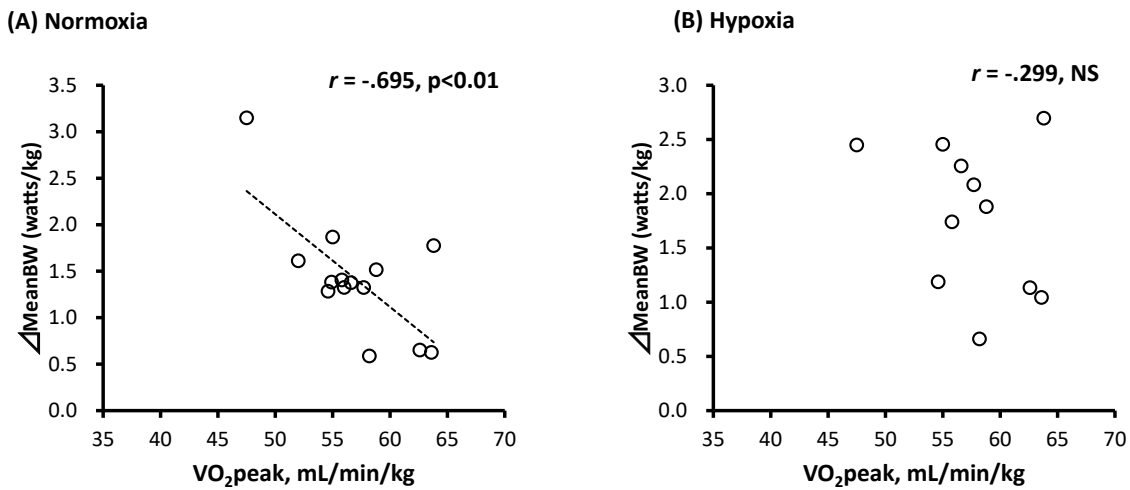 (A) Normoxia
r = -.695, p<0.01
3.5
3.0
2.5
2.0
1.5
1.0
0.5
0.0
⊿MeanBW (watts/kg)
35 40 45 50 55 60 65 70
VO₂peak, mL/min/kg
(B) Hypoxia
r = -.299, NS
3.0
2.5
2.0
1.5
1.0
0.5
0.0
⊿MeanBW (watts/kg)
35 40 45 50 55 60 65 70
VO₂peak, mL/min/kg